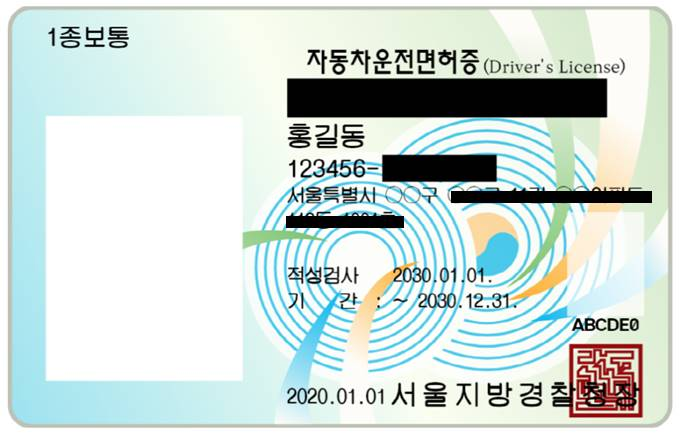 1종보통
자동차운전면허증(Driver's License)
홍길동
123456-
서울특별시 ○○구
적성검사 2030.01.01.
기 간 : ~ 2030.12.31.
ABCDE0
2020.01.01 서울지방경찰청장